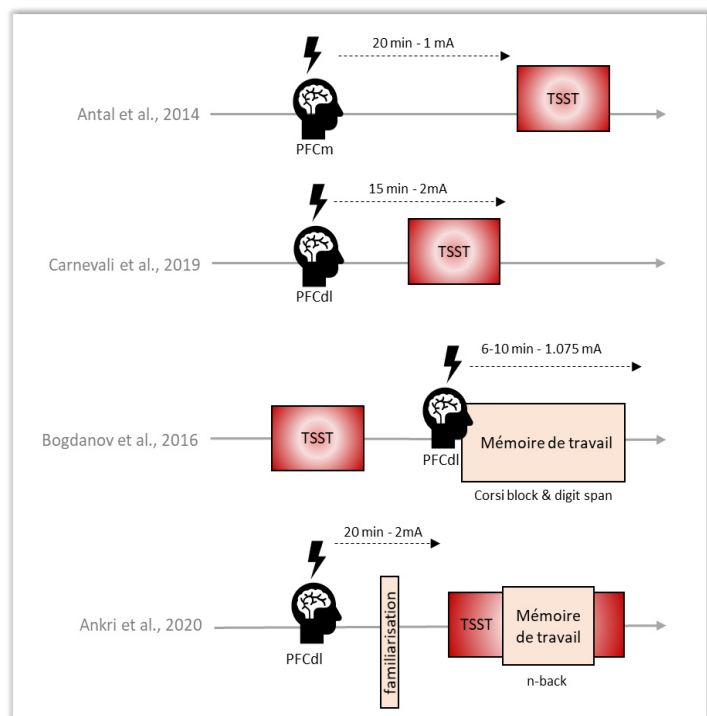 20 min - 1 mA
TSST
Antal et al., 2014
PFCm
15 min - 2mA
TSST
Carnevali et al., 2019
PFCdl
6-10 min - 1.075 mA
TSST
Mémoire de travail
Bogdanov et al., 2016
PFCdl
Corsi block & digit span
20 min - 2mA
familiarisation
TSST
Mémoire
de travail
Ankri et al., 2020
PFCdl
n-back